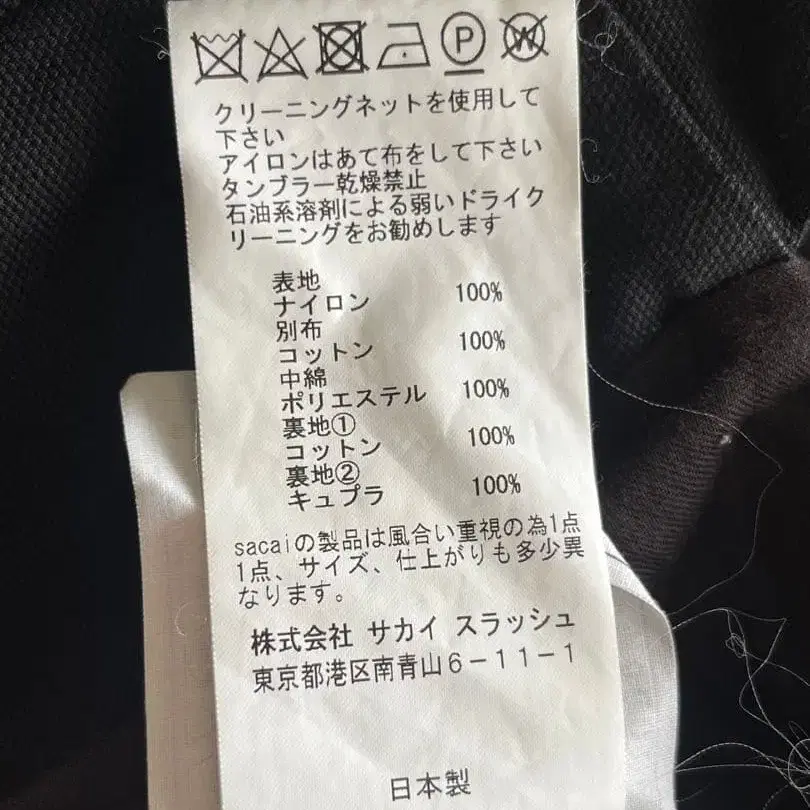 P
W
クリーニングネットを使用して
下さい
アイロンはあて布をして下さい
タンブラー乾燥禁止
石油系溶剤による弱いドライク
リーニングをお勧めします
表地
ナイロン 100%
別布
コットン 100%
中綿
ポリエステル 100%
裏地①
コットン 100%
裏地②
キュプラ 100%
sacaiの製品は風合い重視の為1点
1点、サイズ、仕上がりも多少異
なります。
株式会社 サカイ スラッシュ
東京都港区南青山6-11-1
日本製